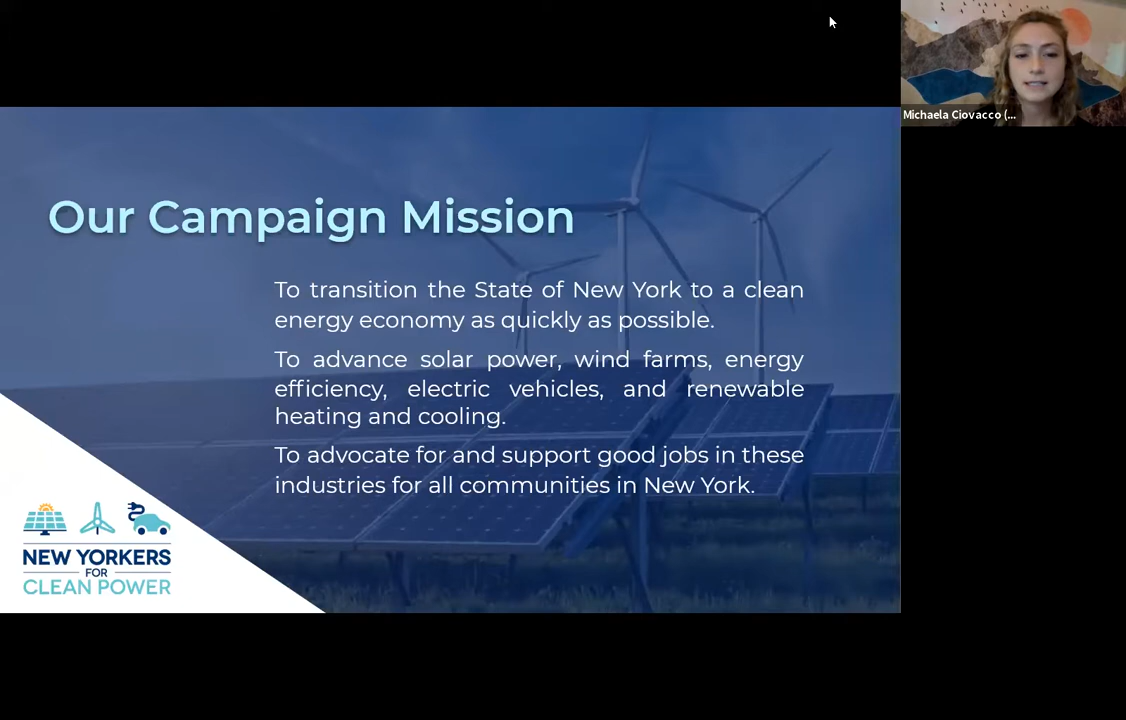 Michaela Ciovacco (...
Our Campaign Mission
To transition the State of New York to a clean
energy economy as quickly as possible.
To advance solar power, wind farms, energy
efficiency, electric vehicles, and renewable
heating and cooling.
To advocate for and support good jobs in these
industries for all communities in New York.
NEW YORKERS
FOR
CLEAN POWER